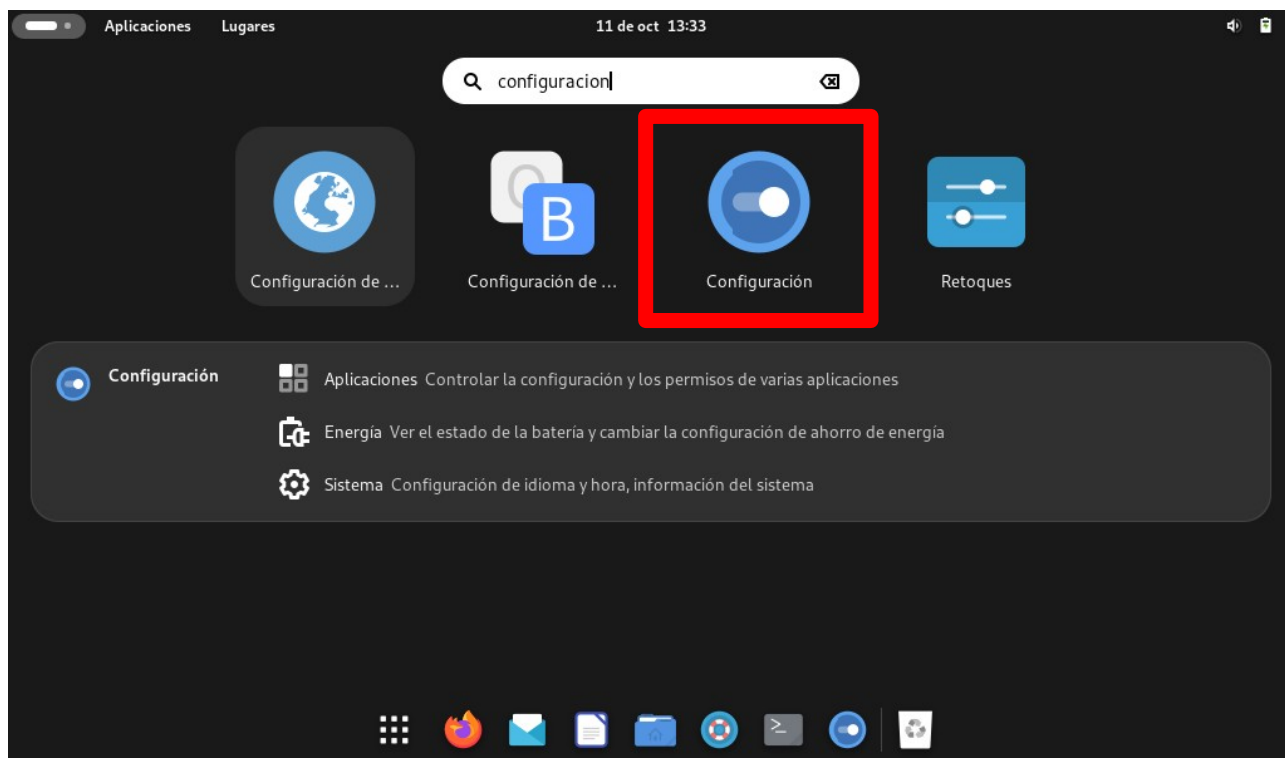 Aplicaciones Lugares 11 de oct 13:33
configuracion
Configuración de ... Configuración de ... Configuración Retoques
Configuración
Aplicaciones Controlar la configuración y los permisos de varias aplicaciones
Energía Ver el estado de la batería y cambiar la configuración de ahorro de energía
Sistema Configuración de idioma y hora, información del sistema